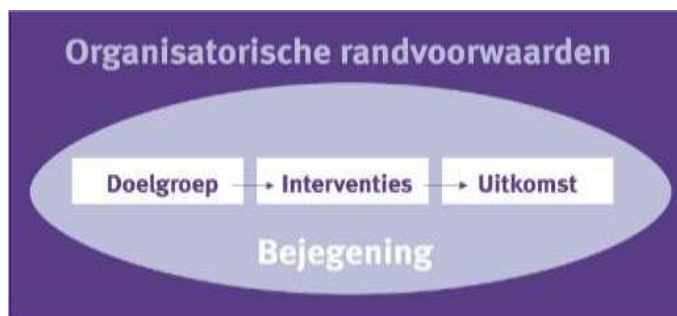 Organisatorische randvoorwaarden
Doelgroep → Interventies → Uitkomst
Bejegening